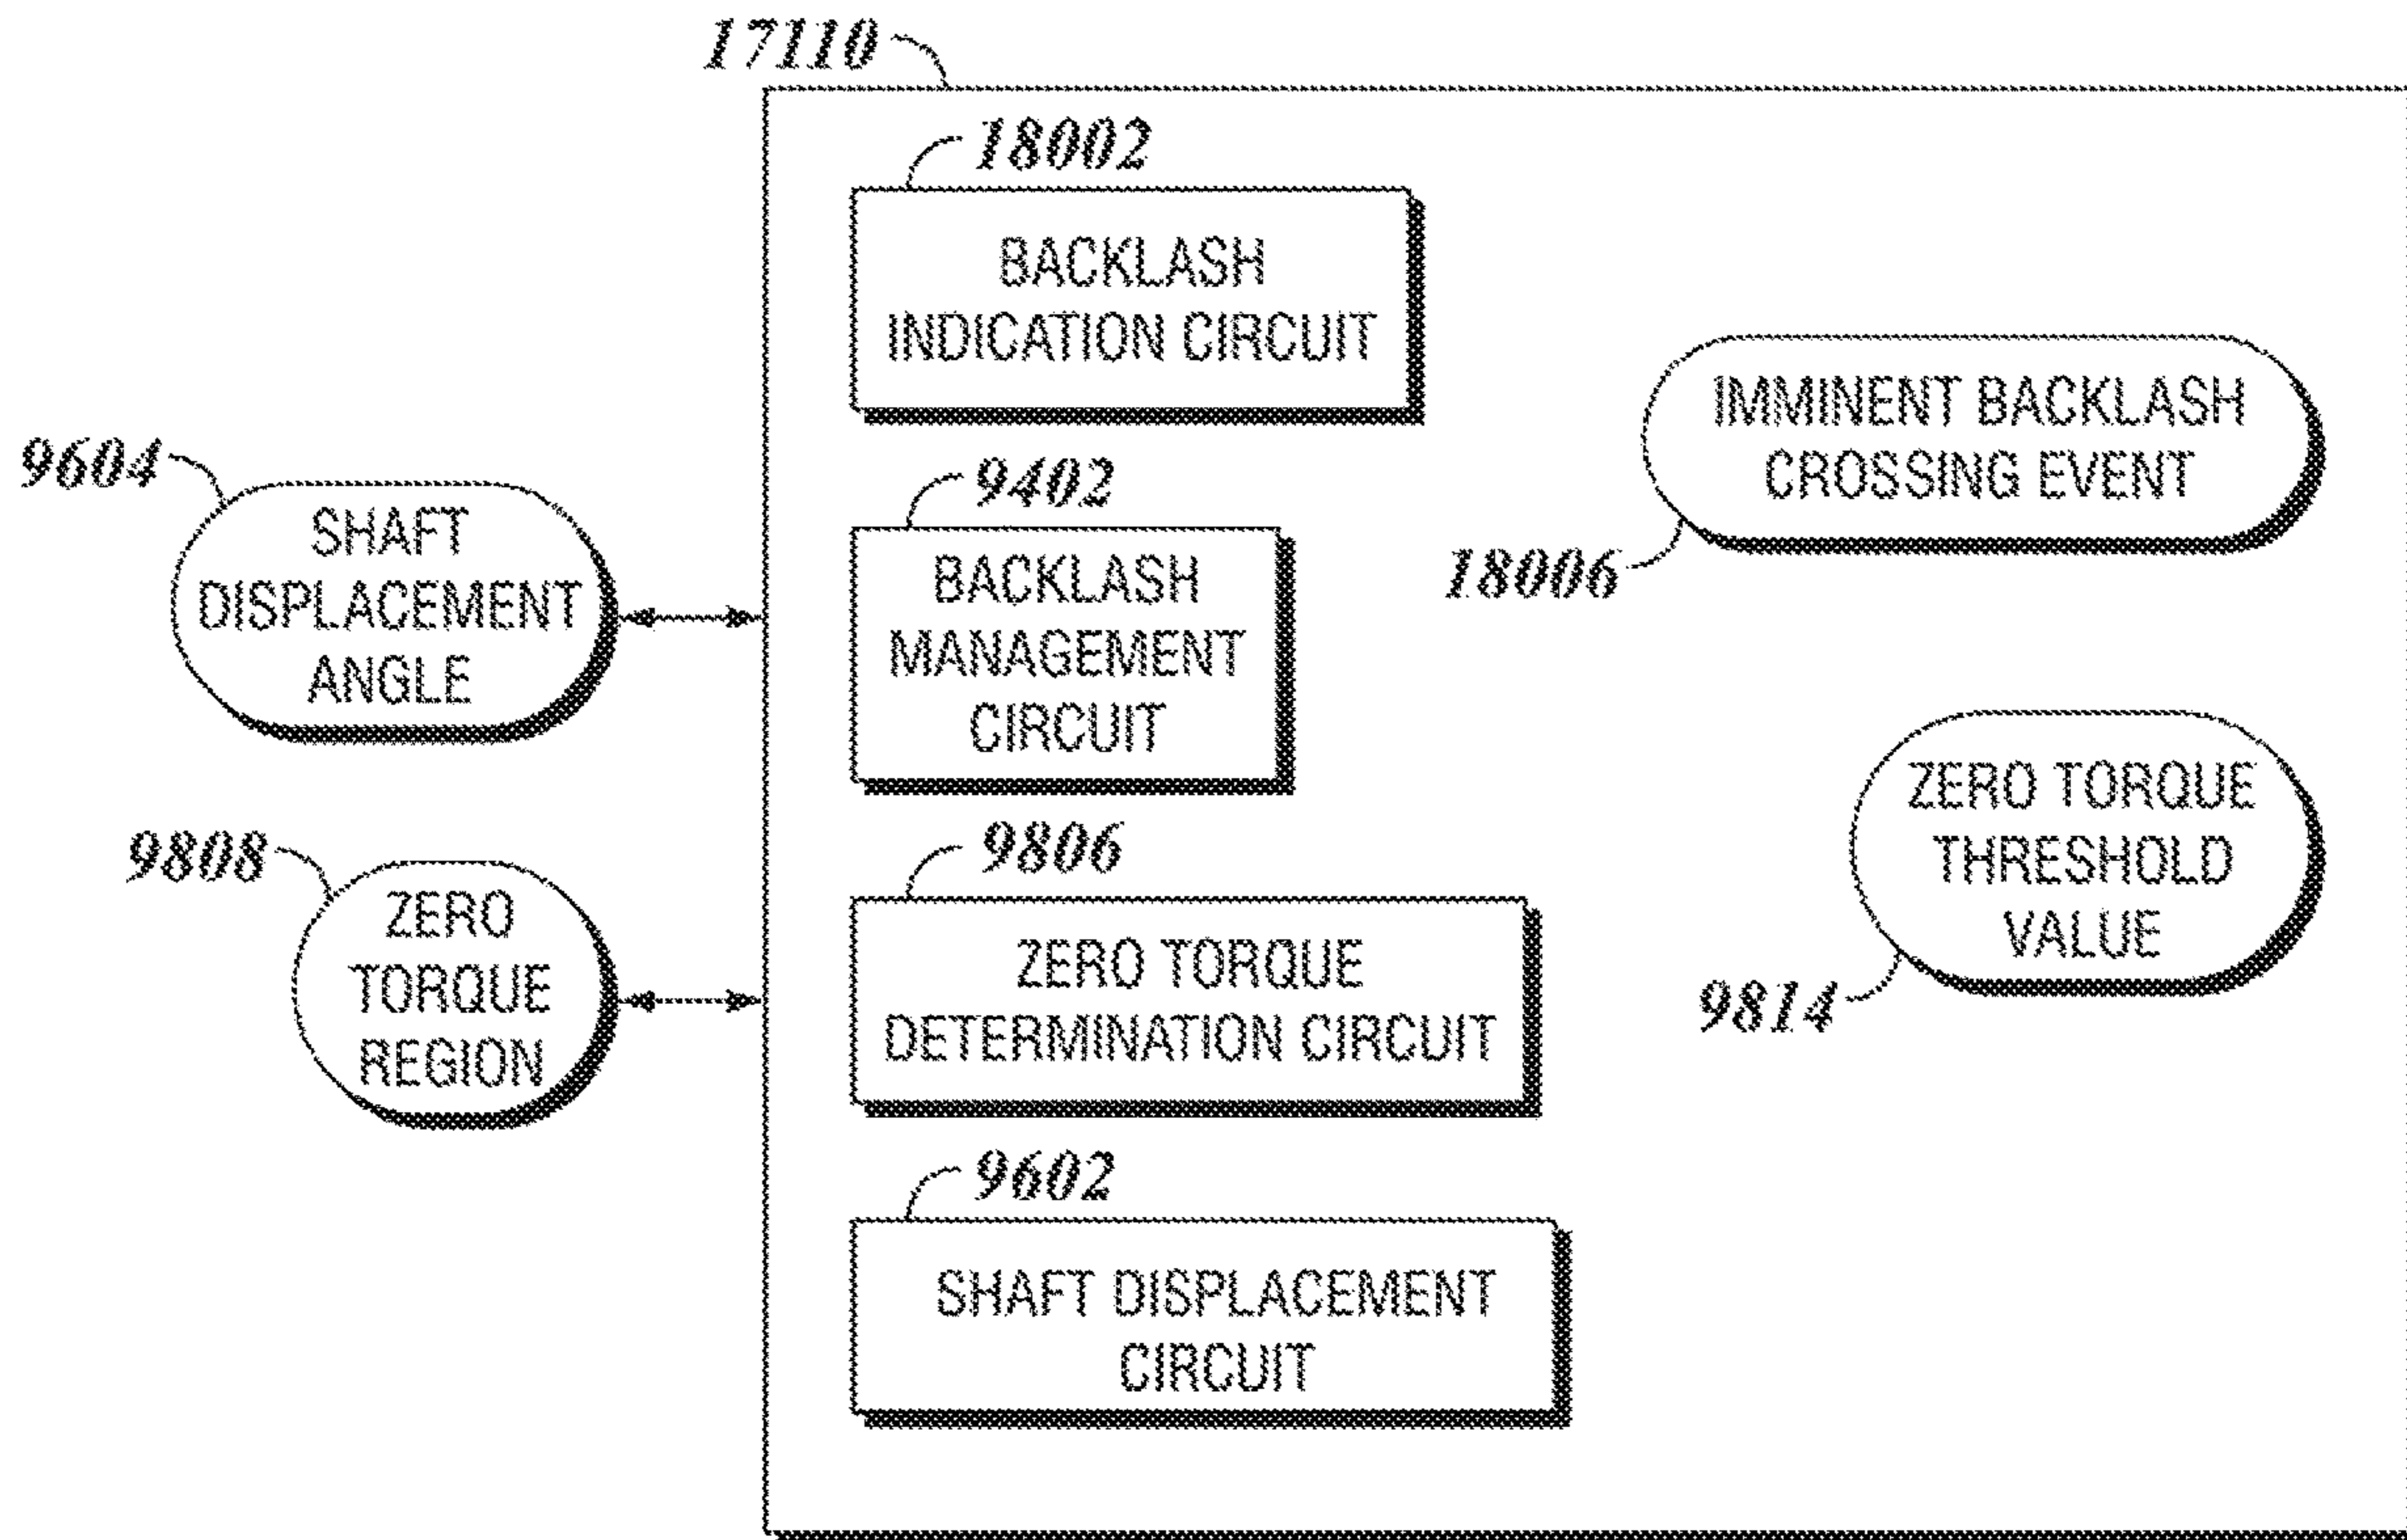 17110
18002
BACKLASH
INDICATION CIRCUIT
IMMINENT BACKLASH
CROSSING EVENT
18006
9604
SHAFT
DISPLACEMENT
ANGLE
9402
BACKLASH
MANAGEMENT
CIRCUIT
ZERO TORQUE
THRESHOLD
VALUE
9814
9808
ZERO
TORQUE
REGION
9806
ZERO TORQUE
DETERMINATION CIRCUIT
9602
SHAFT DISPLACEMENT
CIRCUIT